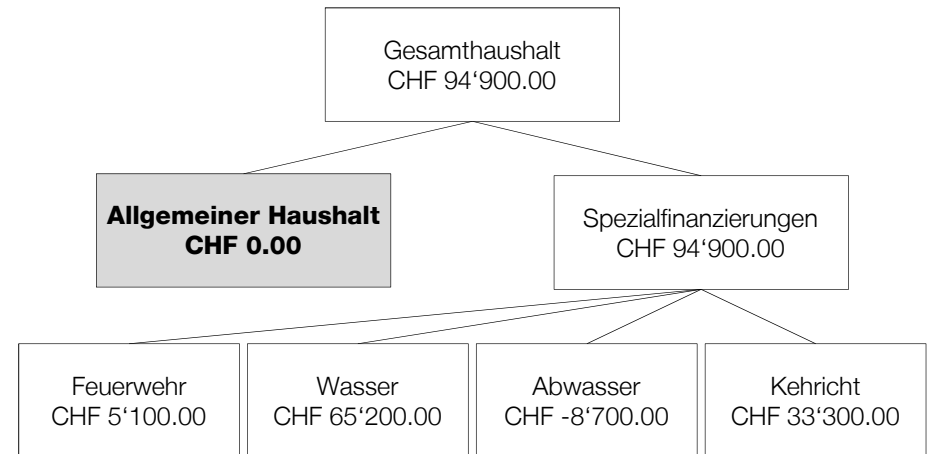 Gesamthaushalt
CHF 94‘900.00
Allgemeiner Haushalt
CHF 0.00
Spezialfinanzierungen
CHF 94‘900.00
Feuerwehr
CHF 5‘100.00
Wasser
CHF 65‘200.00
Abwasser
CHF -8‘700.00
Kehricht
CHF 33‘300.00